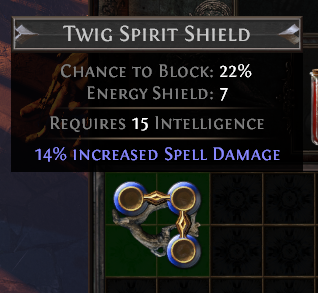 Twig Spirit Shield
Chance to Block: 22%
Energy Shield: 7
Requires 15 Intelligence
14% increased Spell Damage